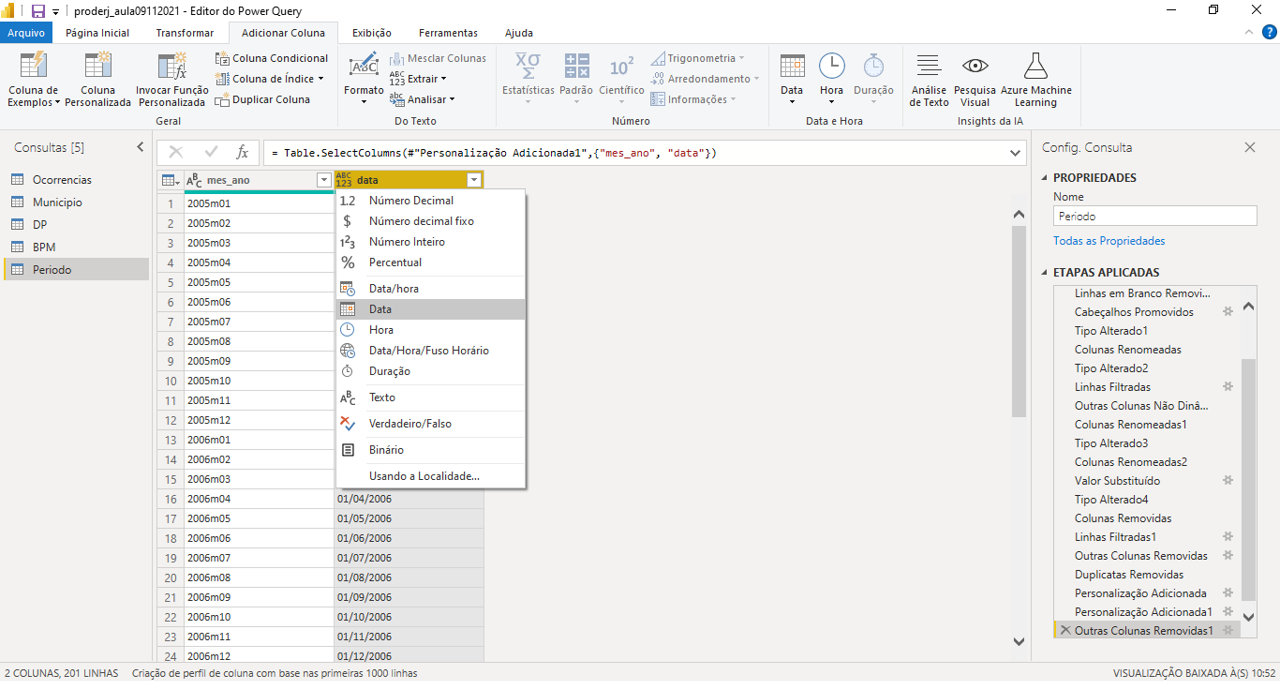 proderj_aula09112021 - Editor do Power Query
Arquivo Página Inicial Transformar Adicionar Coluna Exibição Ferramentas Ajuda
Coluna de Exemplos
Coluna Personalizada
Invocar Função Personalizada
Coluna Condicional
Coluna de Índice
Duplicar Coluna
Geral
Formato
Mesclar Colunas
Extrair
Analisar
Do Texto
Estatísticas
Padrão
Científico
Trigonometria
Arredondamento
Informações
Número
Data
Hora
Duração
Data e Hora
Análise de Texto
Pesquisa Visual
Azure Machine Learning
Insights da IA
Consultas [5]
Ocorrencias
Municipio
DP
BPM
Periodo
= Table.SelectColumns(#"Personalização Adicionada1",{"mes_ano", "data"})
mes_ano
data
1 2005m01
2 2005m02
3 2005m03
4 2005m04
5 2005m05
6 2005m06
7 2005m07
8 2005m08
9 2005m09
10 2005m10
11 2005m11
12 2005m12
13 2006m01
14 2006m02
15 2006m03
16 2006m04 01/04/2006
17 2006m05 01/05/2006
18 2006m06 01/06/2006
19 2006m07 01/07/2006
20 2006m08 01/08/2006
21 2006m09 01/09/2006
22 2006m10 01/10/2006
23 2006m11 01/11/2006
24 2006m12 01/12/2006
1.2 Número Decimal
$ Número decimal fixo
123 Número Inteiro
% Percentual
Data/hora
Data
Hora
Data/Hora/Fuso Horário
Duração
ABC Texto
Verdadeiro/Falso
Binário
Usando a Localidade...
Config. Consulta
PROPRIEDADES
Nome
Periodo
Todas as Propriedades
ETAPAS APLICADAS
Linhas em Branco Removi...
Cabeçalhos Promovidos
Tipo Alterado1
Colunas Renomeadas
Tipo Alterado2
Linhas Filtradas
Outras Colunas Não Dinâ...
Colunas Renomeadas1
Tipo Alterado3
Colunas Renomeadas2
Valor Substituído
Tipo Alterado4
Colunas Removidas
Linhas Filtradas1
Outras Colunas Removidas
Duplicatas Removidas
Personalização Adicionada
Personalização Adicionada1
Outras Colunas Removidas1
2 COLUNAS, 201 LINHAS Criação de perfil de coluna com base nas primeiras 1000 linhas
VISUALIZAÇÃO BAIXADA À(S) 10:52